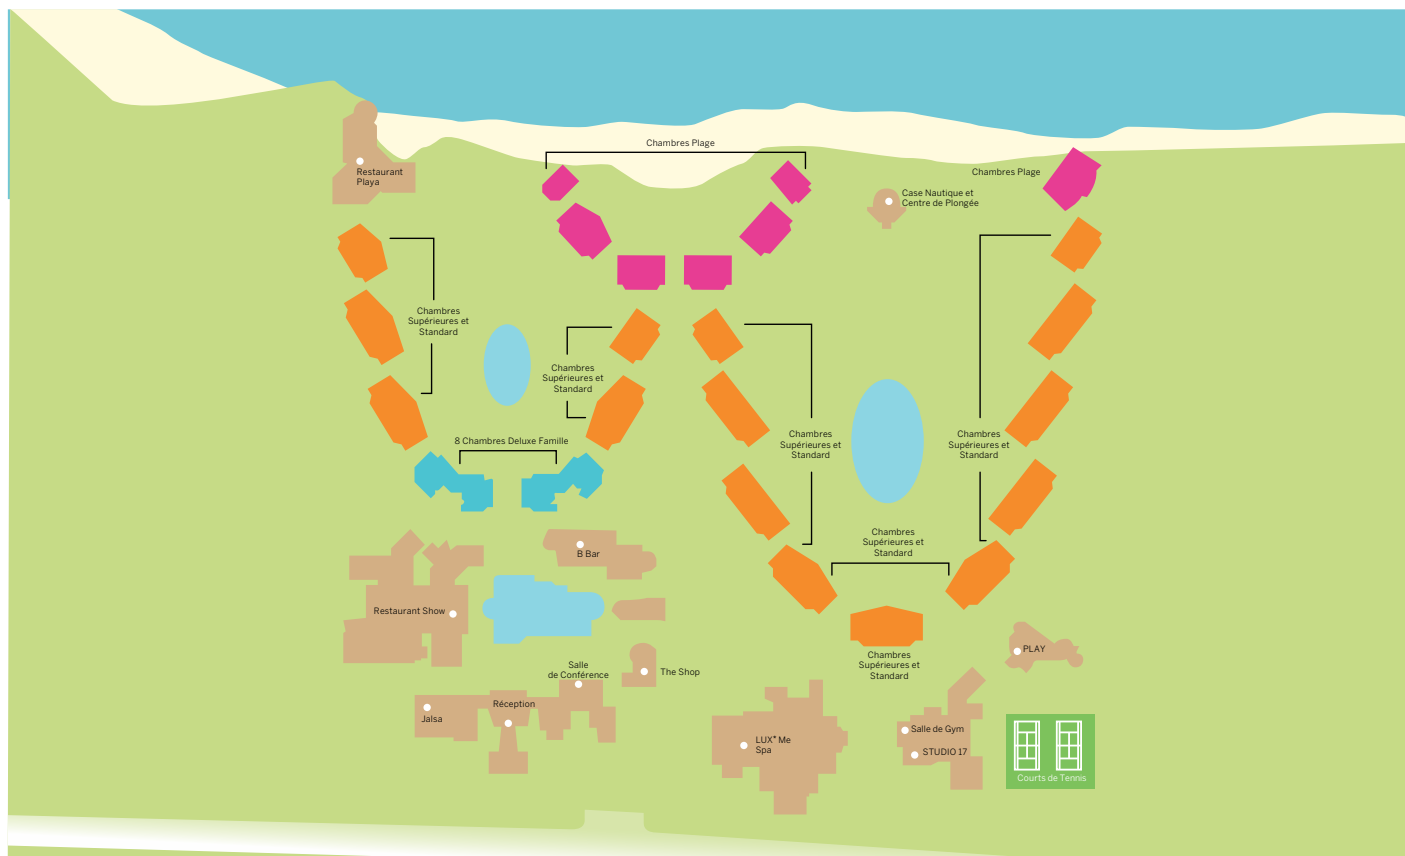 Chambres Plage
Restaurant
Playa
Chambres Plage
Case Nautique et
Centre de Plongée
Chambres
Supérieures et
Standard
Chambres
Supérieures et
Standard
8 Chambres Deluxe Famille
Chambres
Supérieures et
Standard
Chambres
Supérieures et
Standard
Chambres
Supérieures et
Standard
B Bar
Restaurant Show
Chambres
Supérieures et
Standard
PLAY
Salle
de Conférence
The Shop
Jalsa
Réception
LUX* Me
Spa
Salle de Gym
STUDIO 17
Courts de Tennis